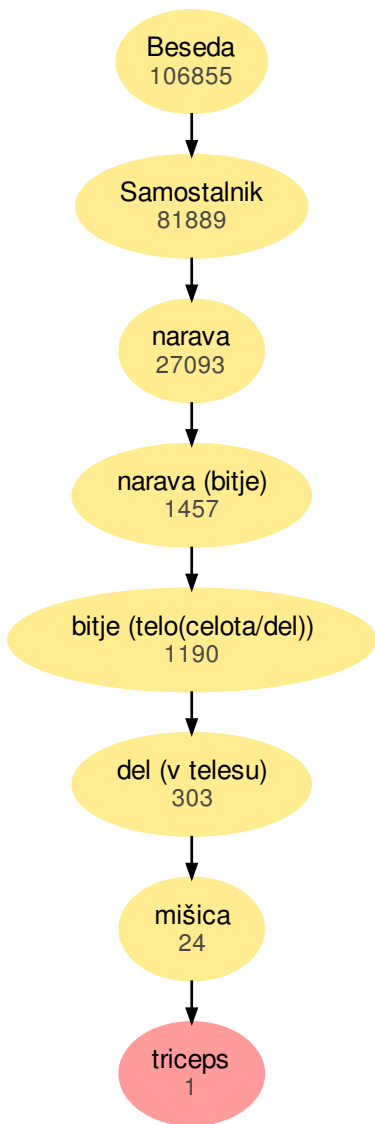 Beseda
106855
Samostalnik
81889
narava
27093
narava (bitje)
1457
bitje (telo(celota/del))
1190
del (v telesu)
303
mišica
24
triceps
1